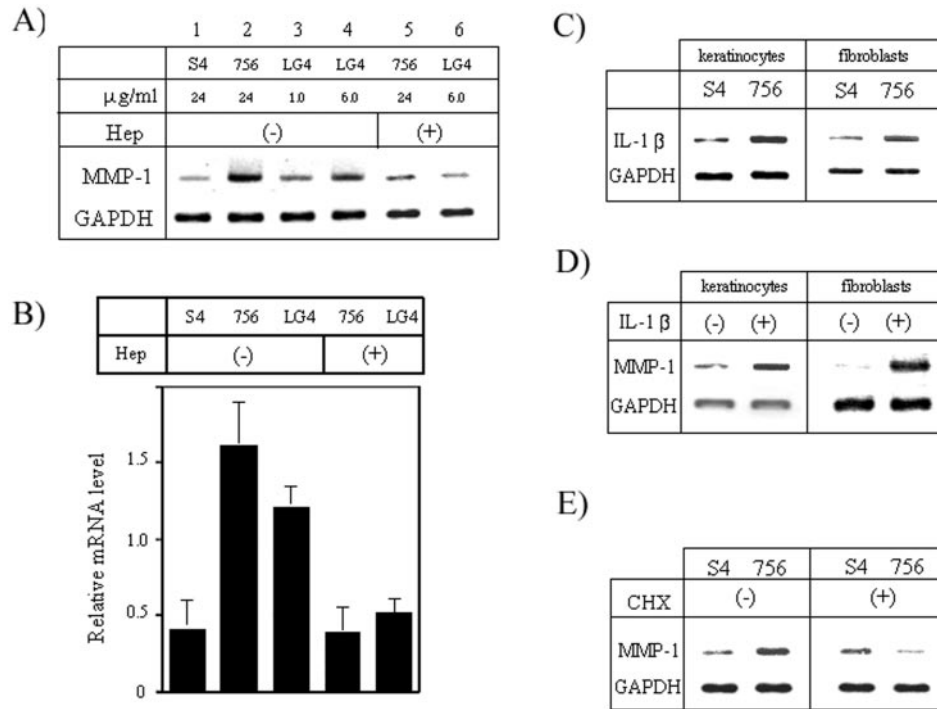 A)
1 2 3 4 5 6
S4 756 LG4 LG4 756 LG4
μg/ml 24 24 1.0 6.0 24 6.0
Hep (-) (+)
MMP-1
GAPDH
B)
S4 756 LG4 756 LG4
Hep (-) (+)
Relative mRNA level
1.5
1.0
0.5
0
C)
keratinocytes fibroblasts
S4 756 S4 756
IL-1 β
GAPDH
D)
keratinocytes fibroblasts
IL-1 β (-) (+) (-) (+)
MMP-1
GAPDH
E)
S4 756 S4 756
CHX (-) (+)
MMP-1
GAPDH